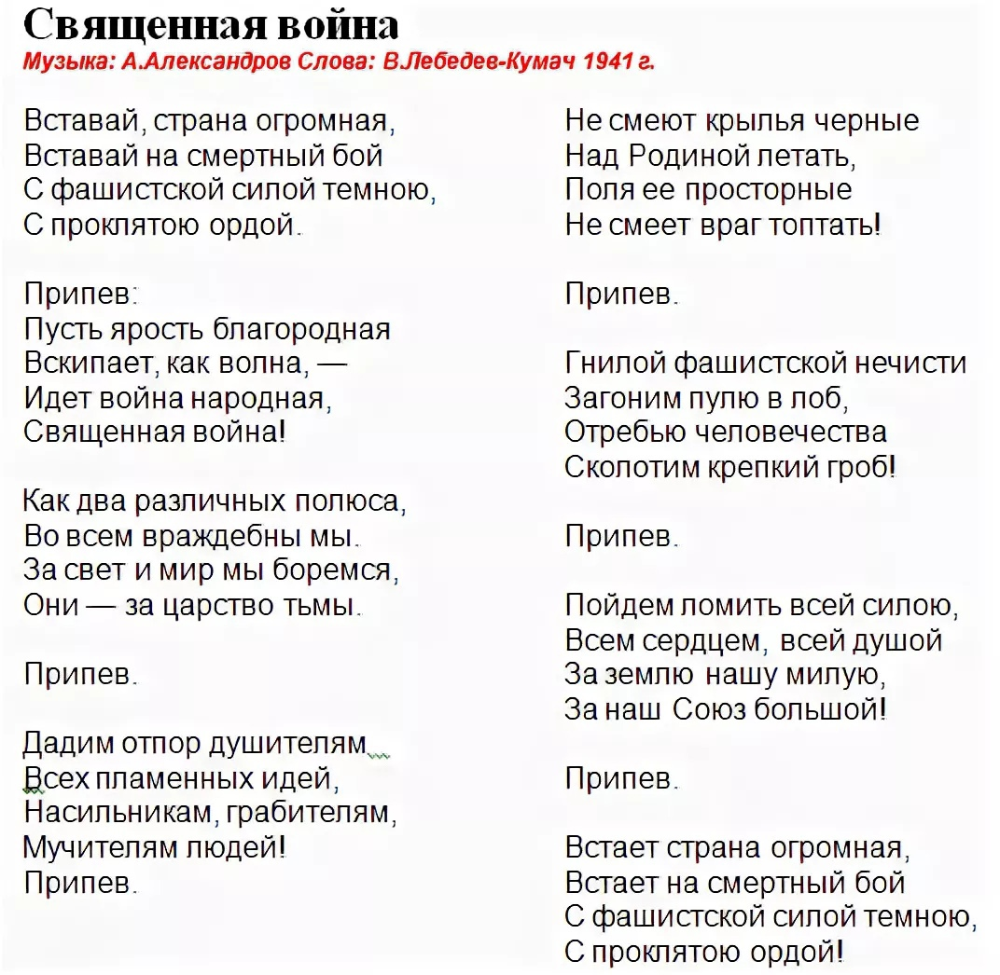 Священная война
Музыка: А.Александров Слова: В.Лебедев-Кумач 1941 г.
Вставай, страна огромная,
Вставай на смертный бой
С фашистской силой темною,
С проклятою ордой.
Припев:
Пусть ярость благородная
Вскипает, как волна, —
Идет война народная,
Священная война!
Как два различных полюса,
Во всем враждебны мы.
За свет и мир мы боремся,
Они — за царство тьмы.
Припев.
Дадим отпор душителям
Всех пламенных идей,
Насильникам, грабителям,
Мучителям людей!
Припев.
Не смеют крылья черные
Над Родиной летать,
Поля ее просторные
Не смеет враг топтать!
Припев.
Гнилой фашистской нечисти
Загоним пулю в лоб,
Отребью человечества
Сколотим крепкий гроб!
Припев.
Пойдем ломить всей силою,
Всем сердцем, всей душой
За землю нашу милую,
За наш Союз большой!
Припев.
Встает страна огромная,
Встает на смертный бой
С фашистской силой темною,
С проклятою ордой!